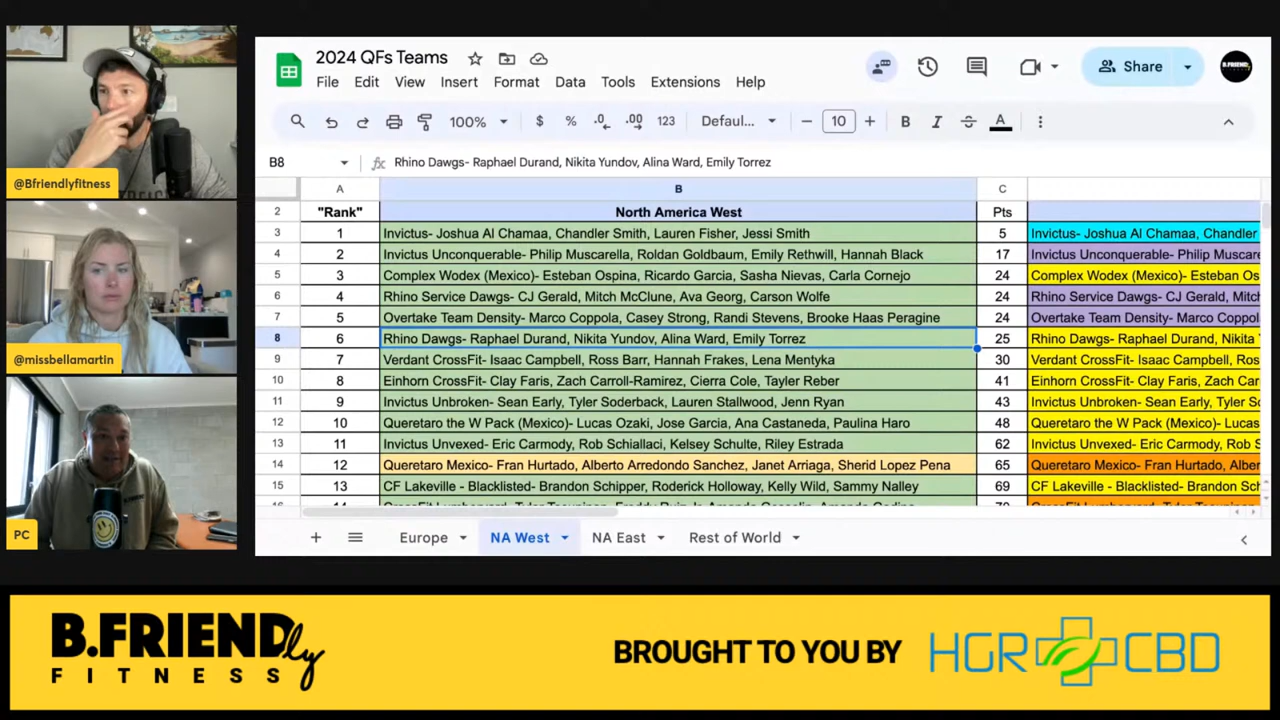 @Bfriendlyfitness
@missbellamartin
PC
2024 QFs Teams
File Edit View Insert Format Data Tools Extensions Help
Share
100% $ % .0 .00 123 Defaul... 10 B I S A
B8 fx Rhino Dawgs- Raphael Durand, Nikita Yundov, Alina Ward, Emily Torrez
A B C
2 "Rank" North America West Pts
3 1 Invictus- Joshua Al Chamaa, Chandler Smith, Lauren Fisher, Jessi Smith 5 Invictus- Joshua Al Chamaa, Chandler
4 2 Invictus Unconquerable- Philip Muscarella, Roldan Goldbaum, Emily Rethwill, Hannah Black 17 Invictus Unconquerable- Philip Muscarel
5 3 Complex Wodex (Mexico)- Esteban Ospina, Ricardo Garcia, Sasha Nievas, Carla Cornejo 24 Complex Wodex (Mexico)- Esteban Os
6 4 Rhino Service Dawgs- CJ Gerald, Mitch McClune, Ava Georg, Carson Wolfe 24 Rhino Service Dawgs- CJ Gerald, Mitch
7 5 Overtake Team Density- Marco Coppola, Casey Strong, Randi Stevens, Brooke Haas Peragine 24 Overtake Team Density- Marco Coppola
8 6 Rhino Dawgs- Raphael Durand, Nikita Yundov, Alina Ward, Emily Torrez 25 Rhino Dawgs- Raphael Durand, Nikita
9 7 Verdant CrossFit- Isaac Campbell, Ross Barr, Hannah Frakes, Lena Mentyka 30 Verdant CrossFit- Isaac Campbell, Ross
10 8 Einhorn CrossFit- Clay Faris, Zach Carroll-Ramirez, Cierra Cole, Tayler Reber 41 Einhorn CrossFit- Clay Faris, Zach Car
11 9 Invictus Unbroken- Sean Early, Tyler Soderback, Lauren Stallwood, Jenn Ryan 43 Invictus Unbroken- Sean Early, Tyler So
12 10 Queretaro the W Pack (Mexico)- Lucas Ozaki, Jose Garcia, Ana Castaneda, Paulina Haro 48 Queretaro the W Pack (Mexico)- Lucas
13 11 Invictus Unvexed- Eric Carmody, Rob Schiallaci, Kelsey Schulte, Riley Estrada 62 Invictus Unvexed- Eric Carmody, Rob S
14 12 Queretaro Mexico- Fran Hurtado, Alberto Arredondo Sanchez, Janet Arriaga, Sherid Lopez Pena 65 Queretaro Mexico- Fran Hurtado, Alber
15 13 CF Lakeville - Blacklisted- Brandon Schipper, Roderick Holloway, Kelly Wild, Sammy Nalley 69 CF Lakeville - Blacklisted- Brandon Sch
Europe NA West NA East Rest of World
B.FRIENDly
FITNESS
BROUGHT TO YOU BY
HGR CBD